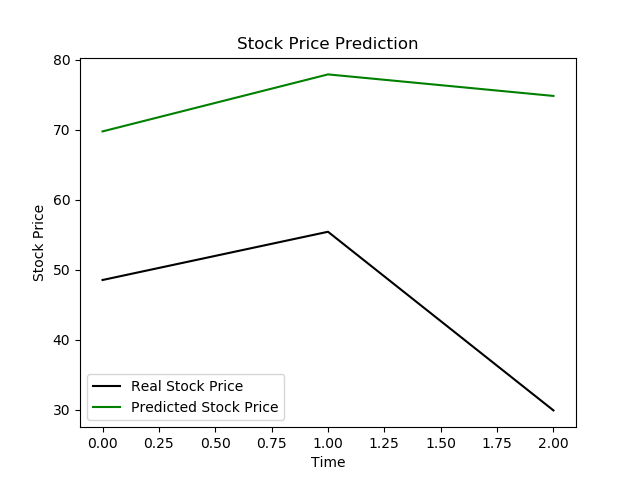 Stock Price Prediction
80
70
60
50
40
30
Stock Price
Real Stock Price
Predicted Stock Price
0.00 0.25 0.50 0.75 1.00 1.25 1.50 1.75 2.00
Time